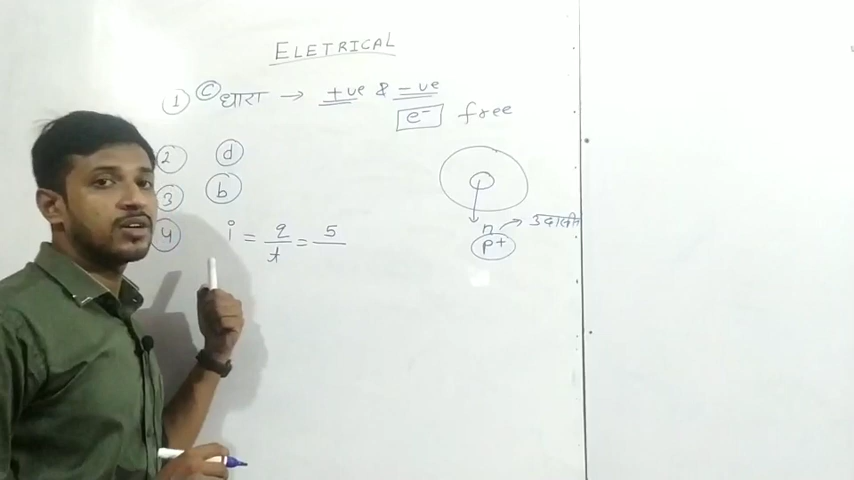 ELETRICAL
1 c धारा → +ve & -ve
e⁻ free
2 d
3 b
4 i = q/t = 5
n → उदासीन
p+